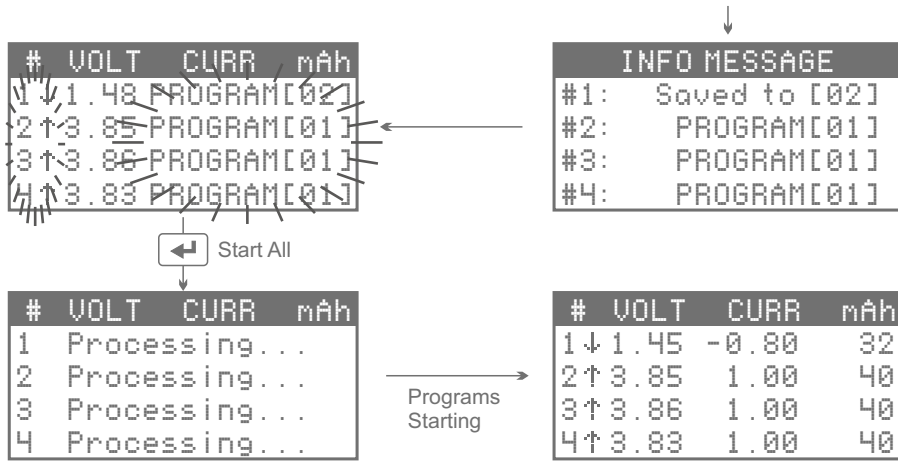 # VOLT CURR mAh
1↓1.48 PROGRAM[02]
2↑3.85 PROGRAM[01]
3↑3.86 PROGRAM[01]
4↑3.83 PROGRAM[01]
INFO MESSAGE
#1: Saved to [02]
#2: PROGRAM[01]
#3: PROGRAM[01]
#4: PROGRAM[01]
Start All
# VOLT CURR mAh
1 Processing...
2 Processing...
3 Processing...
4 Processing...
Programs
Starting
# VOLT CURR mAh
1↓1.45 -0.80 32
2↑3.85 1.00 40
3↑3.86 1.00 40
4↑3.83 1.00 40